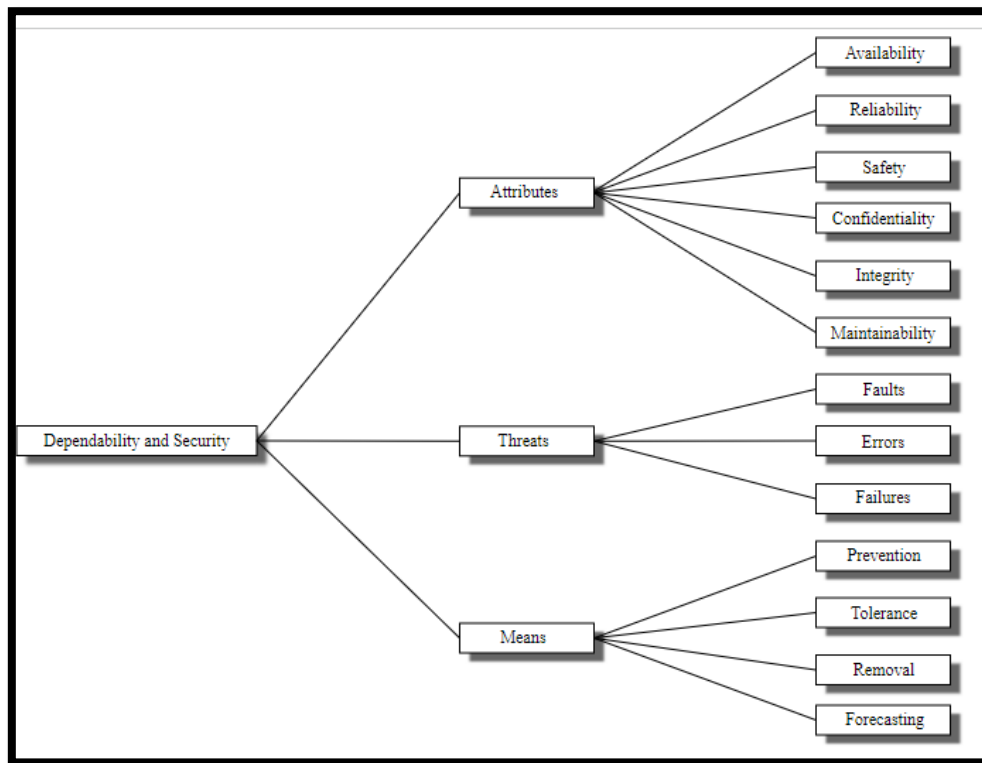 Dependability and Security
Attributes
Availability
Reliability
Safety
Confidentiality
Integrity
Maintainability
Threats
Faults
Errors
Failures
Means
Prevention
Tolerance
Removal
Forecasting